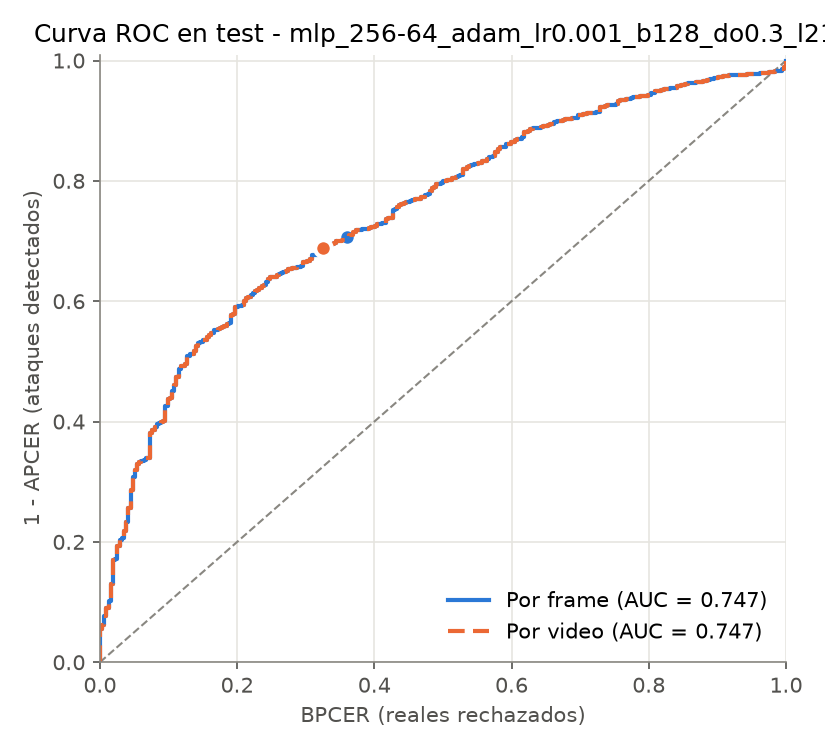 Curva ROC en test - mlp_256-64_adam_lr0.001_b128_do0.3_l21
1.0
0.8
0.6
0.4
0.2
0.0
1 - APCER (ataques detectados)
Por frame (AUC = 0.747)
Por video (AUC = 0.747)
0.0 0.2 0.4 0.6 0.8 1.0
BPCER (reales rechazados)